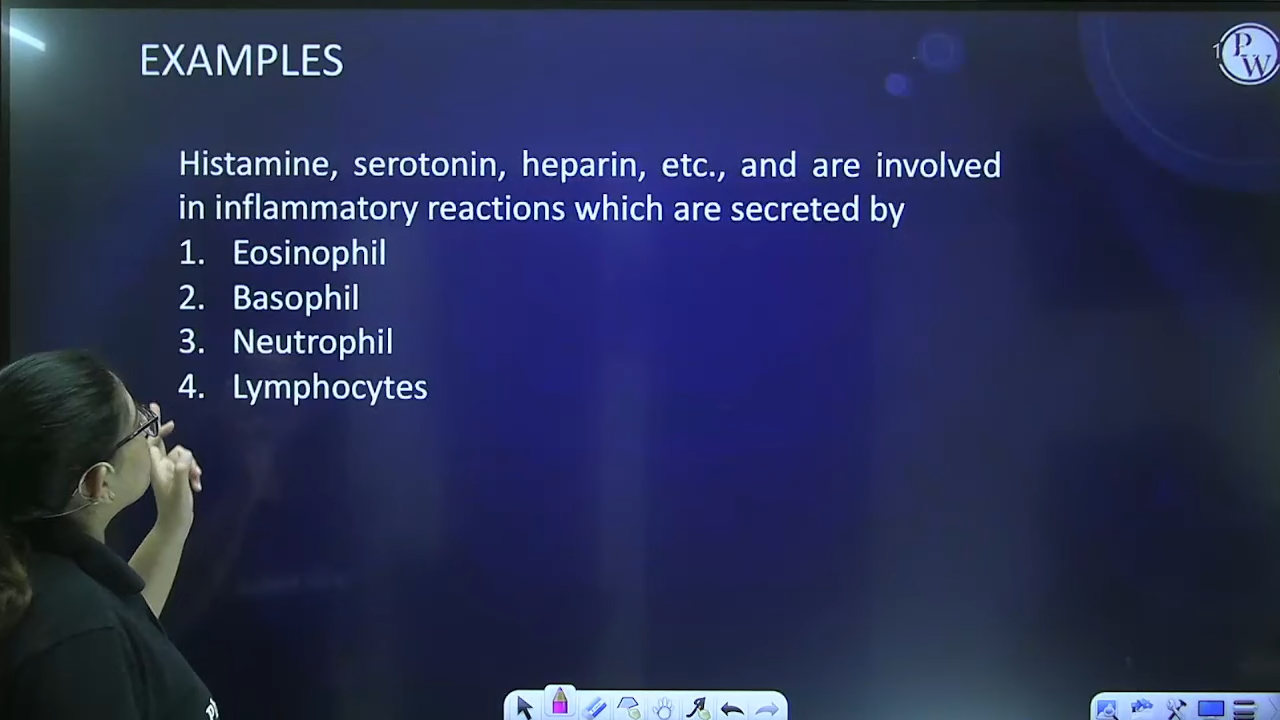 EXAMPLES
PW
Histamine, serotonin, heparin, etc., and are involved
in inflammatory reactions which are secreted by
1. Eosinophil
2. Basophil
3. Neutrophil
4. Lymphocytes